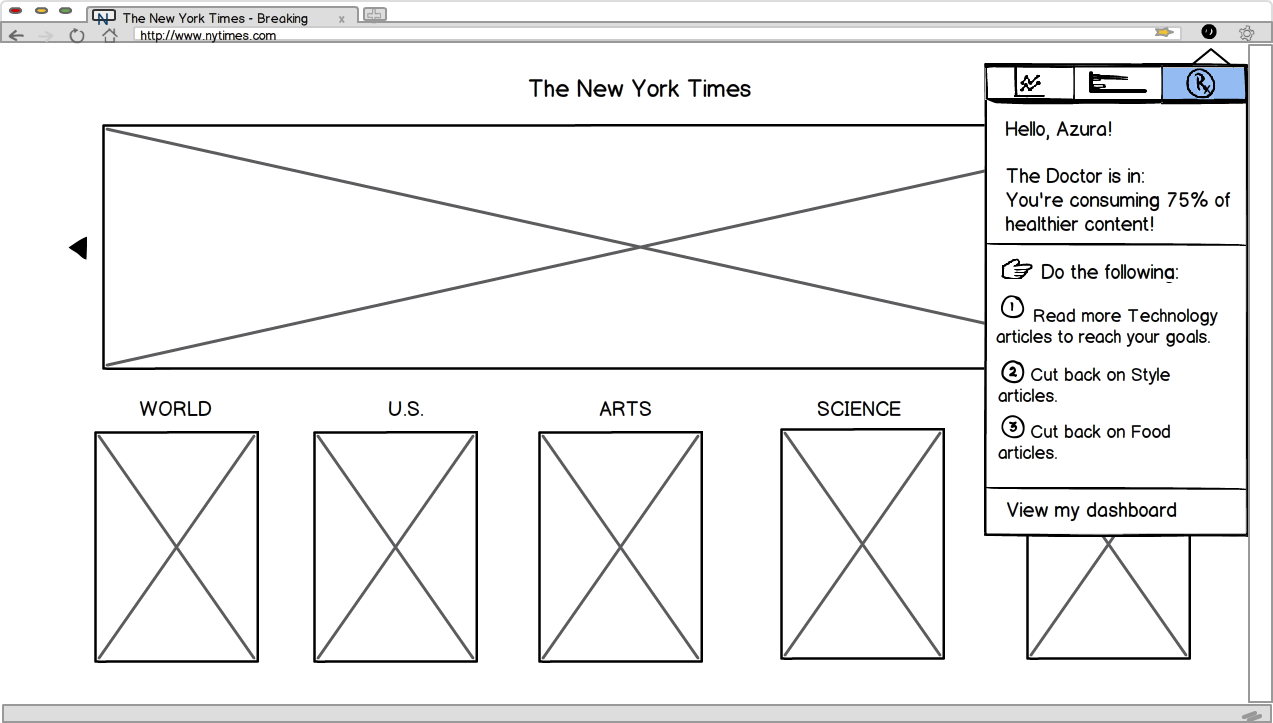 The New York Times - Breaking
x
http://www.nytimes.com
The New York Times
Hello, Azura!
The Doctor is in:
You're consuming 75% of
healthier content!
Do the following:
1 Read more Technology
articles to reach your goals.
2 Cut back on Style
articles.
3 Cut back on Food
articles.
View my dashboard
WORLD
U.S.
ARTS
SCIENCE
N
Rx